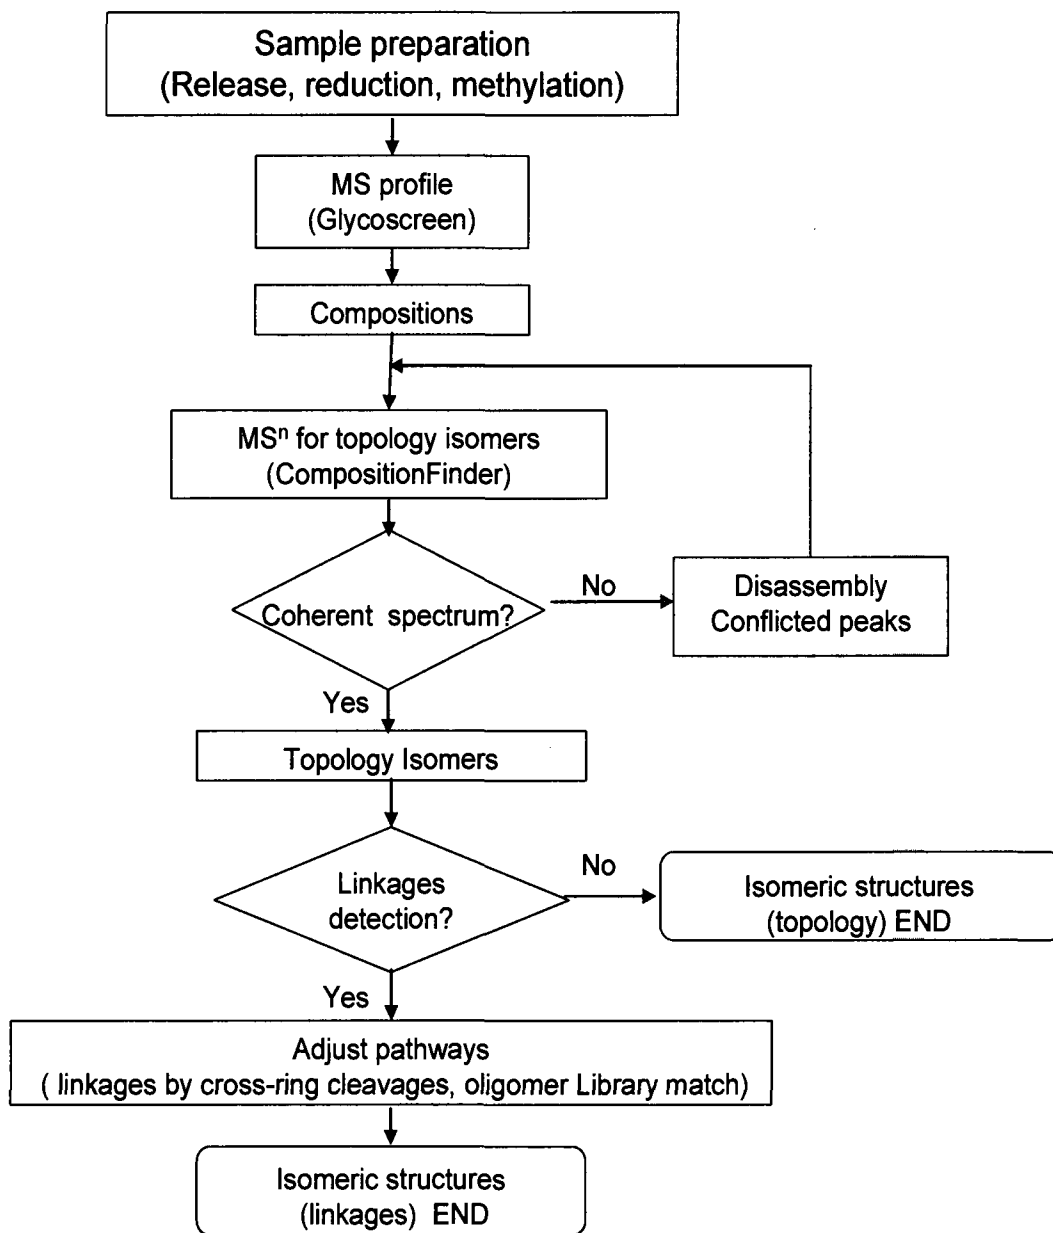 Sample preparation
(Release, reduction, methylation)
MS profile
(Glycoscreen)
Compositions
MSⁿ for topology isomers
(CompositionFinder)
Coherent spectrum?
No
Disassembly
Conflicted peaks
Yes
Topology Isomers
Linkages
detection?
No
Isomeric structures
(topology) END
Yes
Adjust pathways
( linkages by cross-ring cleavages, oligomer Library match)
Isomeric structures
(linkages) END